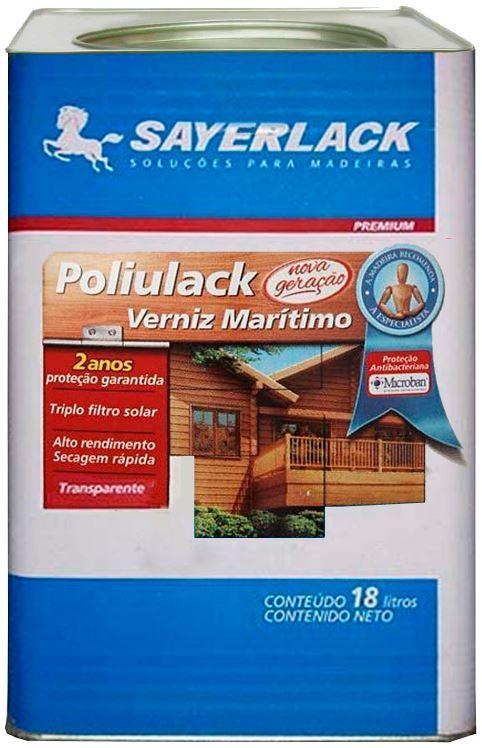 SAYERLACK
SOLUÇÕES PARA MADEIRAS
PREMIUM
Poliulack
nova
geração
Verniz Marítimo
A MADEIRA RECOMENDA
A ESPECIALISTA
2 anos
proteção garantida
Triplo filtro solar
Alto rendimento
Secagem rápida
Transparente
Proteção
Antibacteriana
Microban
CONTEÚDO 18 litros
CONTENIDO NETO